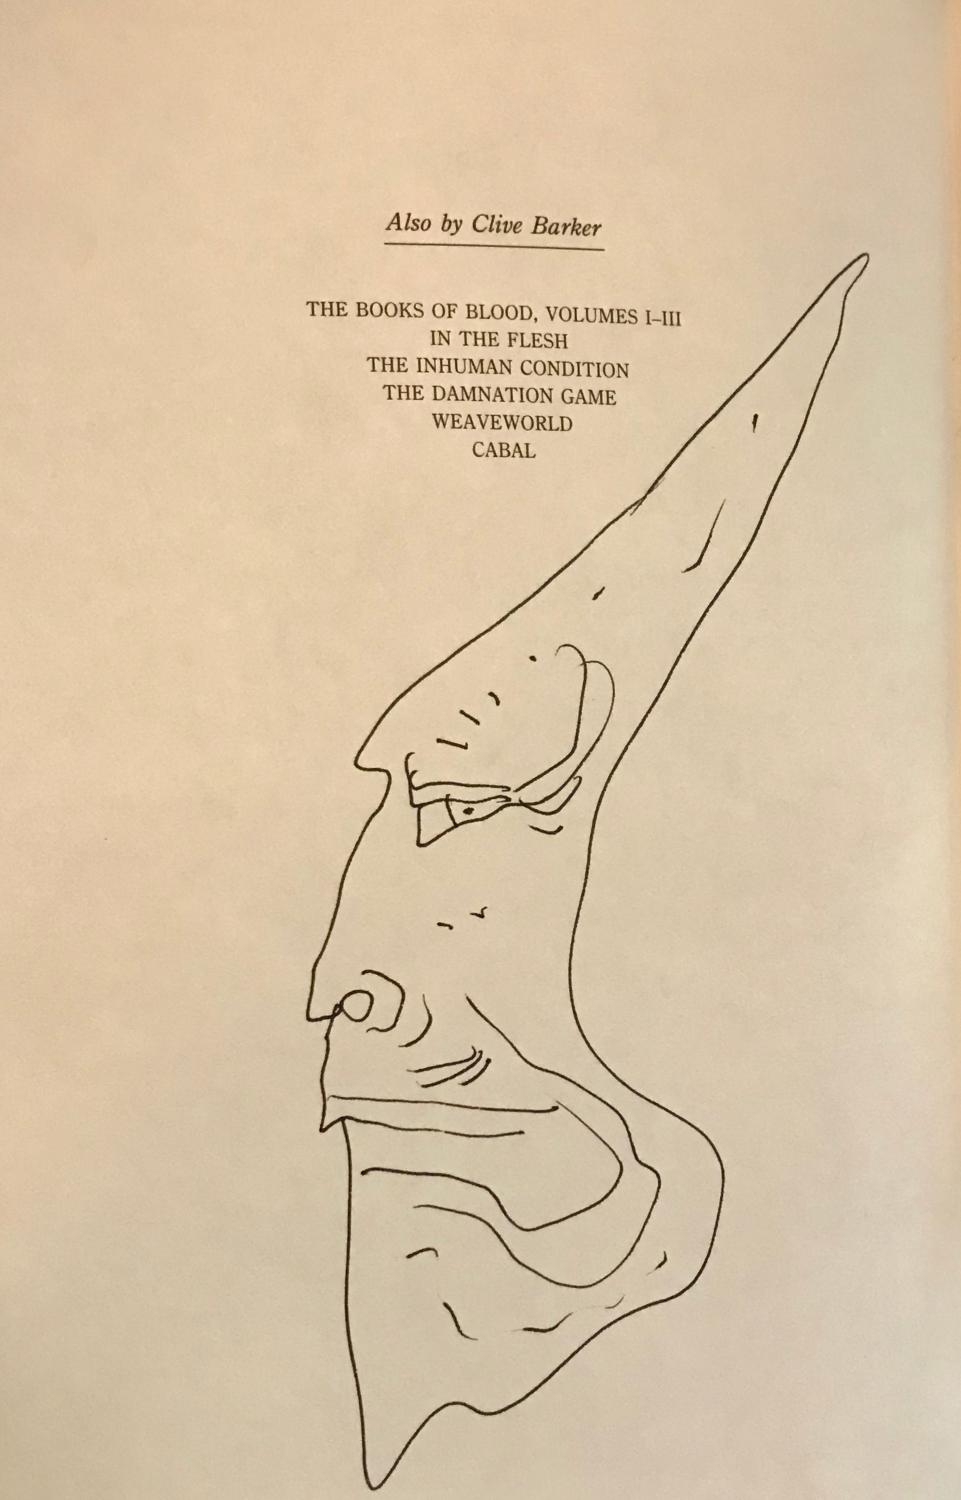 Also by Clive Barker
THE BOOKS OF BLOOD, VOLUMES I–III
IN THE FLESH
THE INHUMAN CONDITION
THE DAMNATION GAME
WEAVEWORLD
CABAL